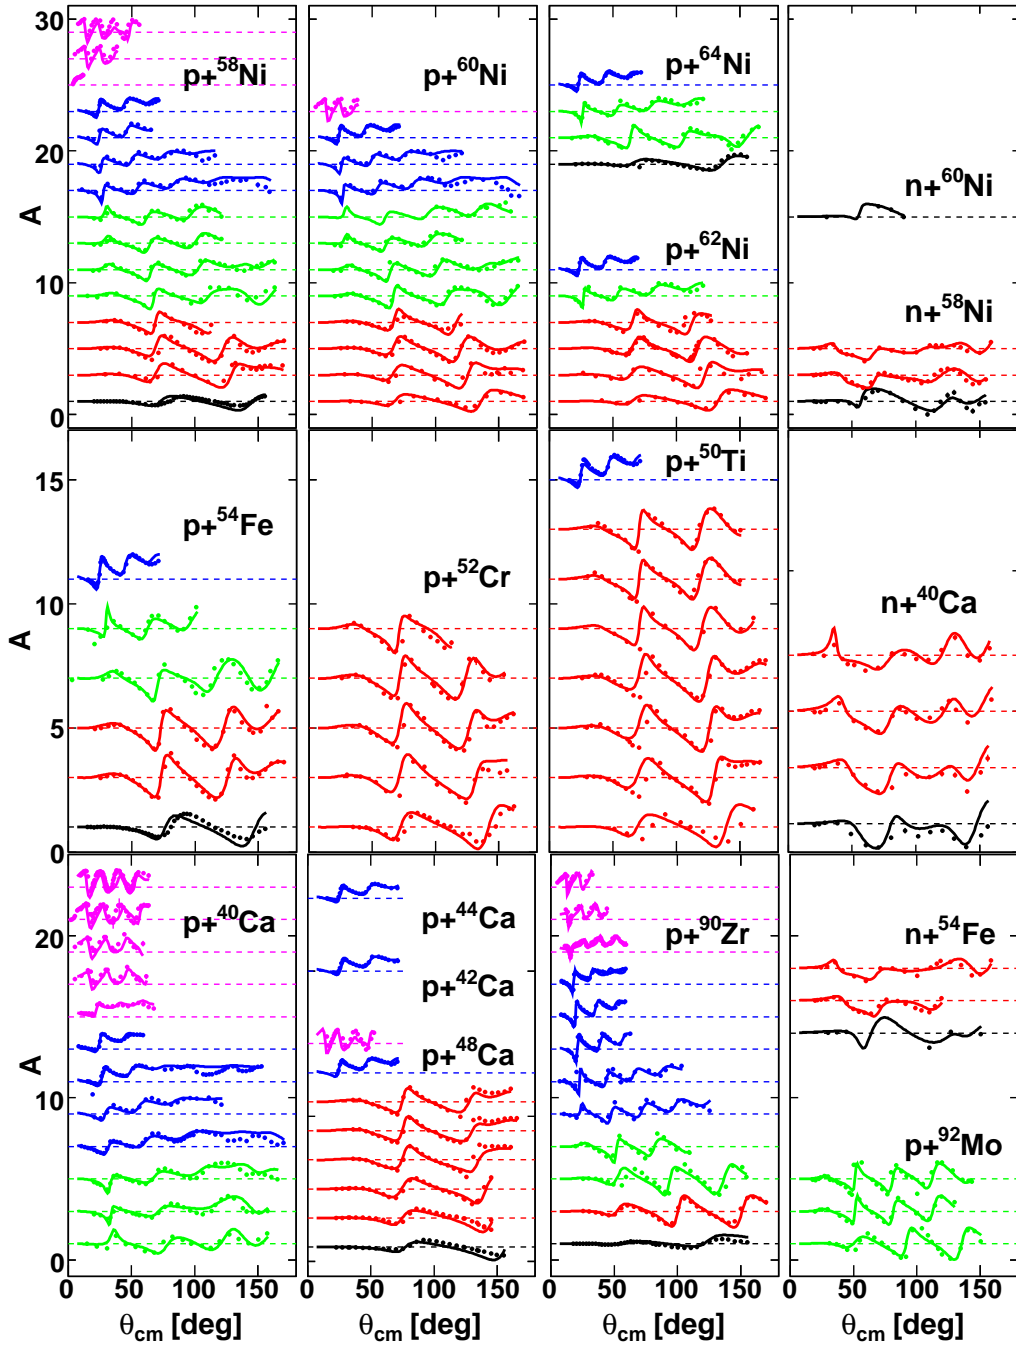 30
p+⁵⁸Ni
p+⁶⁰Ni
p+⁶⁴Ni
20
n+⁶⁰Ni
A
p+⁶²Ni
10
n+⁵⁸Ni
0
15
p+⁵⁰Ti
p+⁵⁴Fe
p+⁵²Cr
n+⁴⁰Ca
10
A
5
0
p+⁴⁰Ca
p+⁴⁴Ca
p+⁹⁰Zr
n+⁵⁴Fe
20
p+⁴²Ca
p+⁴⁸Ca
A
10
p+⁹²Mo
0
0 50 100 150 0 50 100 150 0 50 100 150 0 50 100 150
θcm [deg] θcm [deg] θcm [deg] θcm [deg]